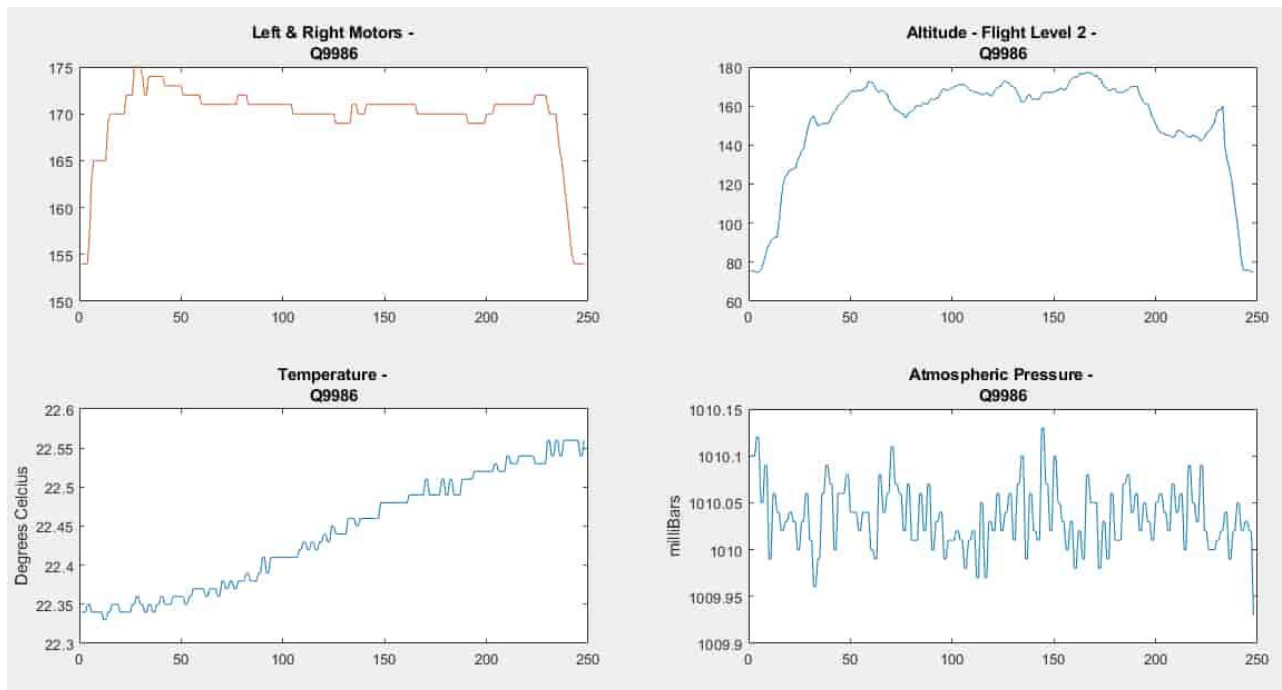 Left & Right Motors -
Q9986
175
170
165
160
155
150
0 50 100 150 200 250
Altitude - Flight Level 2 -
Q9986
180
160
140
120
100
80
60
0 50 100 150 200 250
Temperature -
Q9986
Degrees Celcius
22.6
22.55
22.5
22.45
22.4
22.35
22.3
0 50 100 150 200 250
Atmospheric Pressure -
Q9986
milliBars
1010.15
1010.1
1010.05
1010
1009.95
1009.9
0 50 100 150 200 250